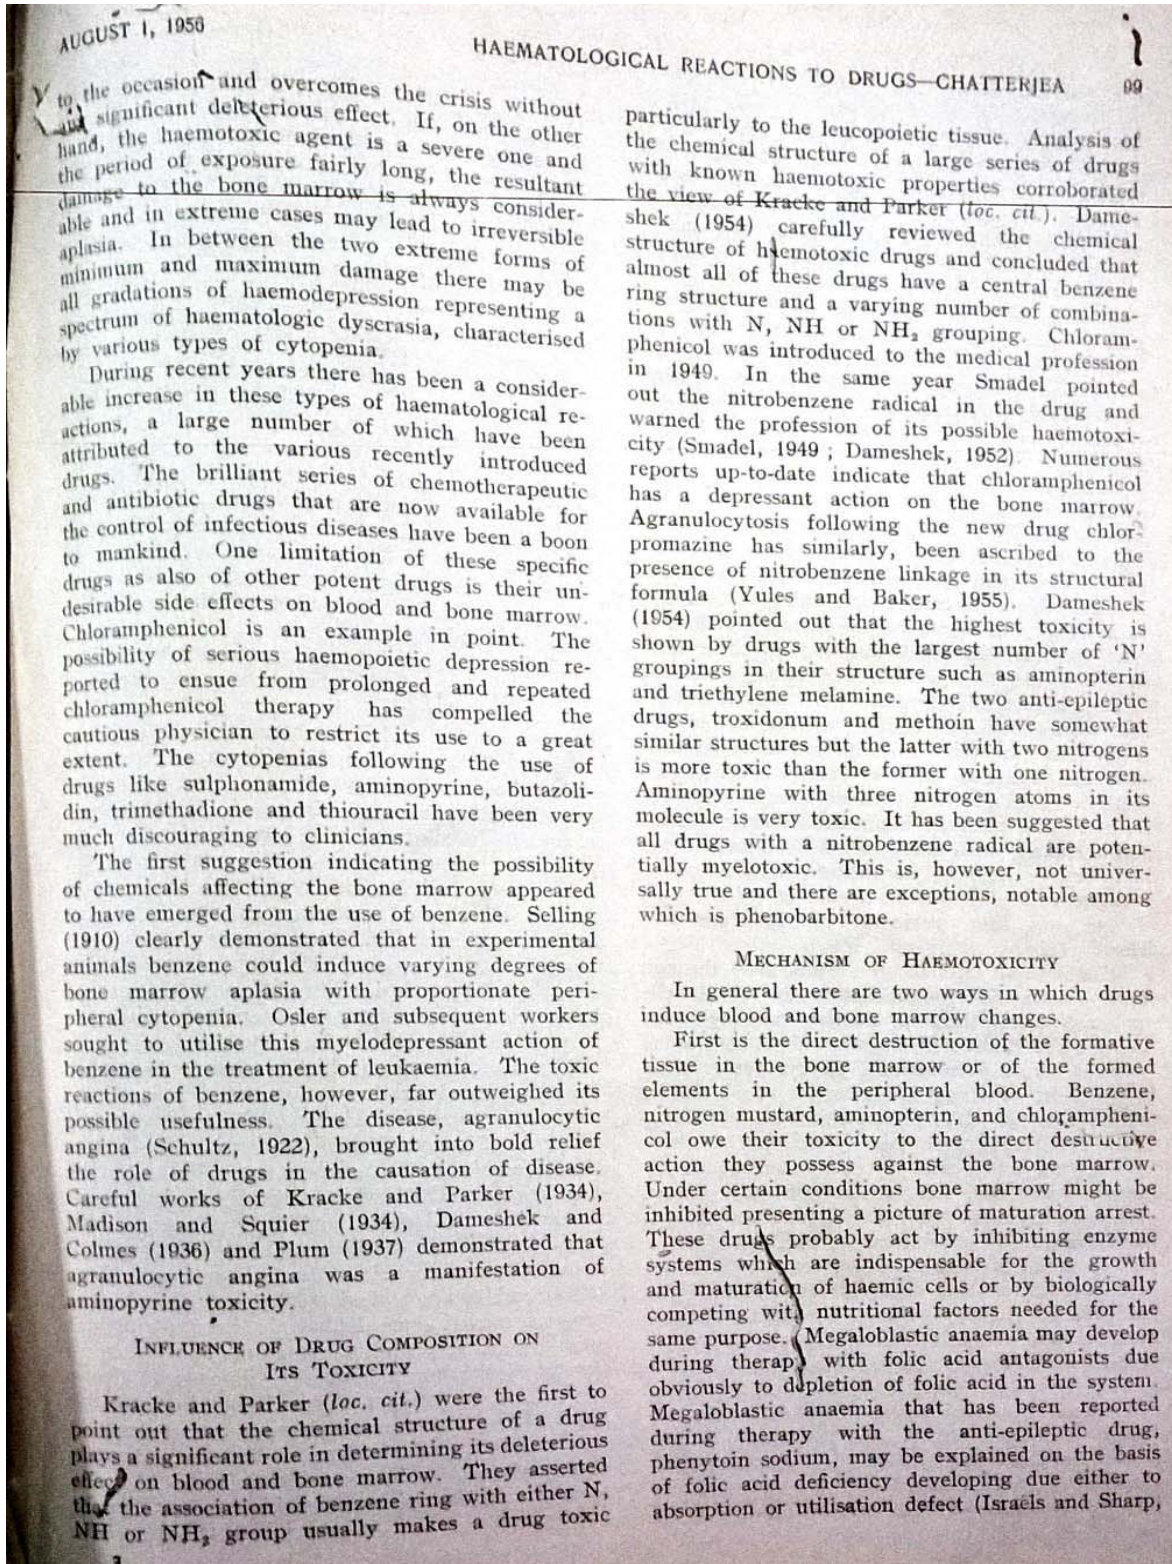 AUGUST 1, 1956
HAEMATOLOGICAL REACTIONS TO DRUGS—CHATTERJEA
99
to the occasion and overcomes the crisis without
significant deleterious effect. If, on the other
hand, the haemotoxic agent is a severe one and
the period of exposure fairly long, the resultant
damage to the bone marrow is always consider-
able and in extreme cases may lead to irreversible
aplasia. In between the two extreme forms of
minimum and maximum damage there may be
all gradations of haemodepression representing a
spectrum of haematologic dyscrasia, characterised
by various types of cytopenia.
During recent years there has been a consider-
able increase in these types of haematological re-
actions, a large number of which have been
attributed to the various recently introduced
drugs. The brilliant series of chemotherapeutic
and antibiotic drugs that are now available for
the control of infectious diseases have been a boon
to mankind. One limitation of these specific
drugs as also of other potent drugs is their un-
desirable side effects on blood and bone marrow.
Chloramphenicol is an example in point. The
possibility of serious haemopoietic depression re-
ported to ensue from prolonged and repeated
chloramphenicol therapy has compelled the
cautious physician to restrict its use to a great
extent. The cytopenias following the use of
drugs like sulphonamide, aminopyrine, butazoli-
din, trimethadione and thiouracil have been very
much discouraging to clinicians.
The first suggestion indicating the possibility
of chemicals affecting the bone marrow appeared
to have emerged from the use of benzene. Selling
(1910) clearly demonstrated that in experimental
animals benzene could induce varying degrees of
bone marrow aplasia with proportionate peri-
pheral cytopenia. Osler and subsequent workers
sought to utilise this myelodepressant action of
benzene in the treatment of leukaemia. The toxic
reactions of benzene, however, far outweighed its
possible usefulness. The disease, agranulocytic
angina (Schultz, 1922), brought into bold relief
the role of drugs in the causation of disease.
Careful works of Kracke and Parker (1934),
Madison and Squier (1934), Dameshek and
Colmes (1936) and Plum (1937) demonstrated that
agranulocytic angina was a manifestation of
aminopyrine toxicity.
INFLUENCE OF DRUG COMPOSITION ON
ITS TOXICITY
Kracke and Parker (loc. cit.) were the first to
point out that the chemical structure of a drug
plays a significant role in determining its deleterious
effect on blood and bone marrow. They asserted
that the association of benzene ring with either N,
NH or NH₂ group usually makes a drug toxic
3
particularly to the leucopoietic tissue. Analysis of
the chemical structure of a large series of drugs
with known haemotoxic properties corroborated
the view of Kracke and Parker (loc. cit.). Dame-
shek (1954) carefully reviewed the chemical
structure of haemotoxic drugs and concluded that
almost all of these drugs have a central benzene
ring structure and a varying number of combina-
tions with N, NH or NH₂ grouping. Chloram-
phenicol was introduced to the medical profession
in 1949. In the same year Smadel pointed
out the nitrobenzene radical in the drug and
warned the profession of its possible haemotoxi-
city (Smadel, 1949 ; Dameshek, 1952). Numerous
reports up-to-date indicate that chloramphenicol
has a depressant action on the bone marrow.
Agranulocytosis following the new drug chlor-
promazine has similarly, been ascribed to the
presence of nitrobenzene linkage in its structural
formula (Yules and Baker, 1955). Dameshek
(1954) pointed out that the highest toxicity is
shown by drugs with the largest number of ‘N’
groupings in their structure such as aminopterin
and triethylene melamine. The two anti-epileptic
drugs, troxidonum and methoin have somewhat
similar structures but the latter with two nitrogens
is more toxic than the former with one nitrogen.
Aminopyrine with three nitrogen atoms in its
molecule is very toxic. It has been suggested that
all drugs with a nitrobenzene radical are poten-
tially myelotoxic. This is, however, not univer-
sally true and there are exceptions, notable among
which is phenobarbitone.
MECHANISM OF HAEMOTOXICITY
In general there are two ways in which drugs
induce blood and bone marrow changes.
First is the direct destruction of the formative
tissue in the bone marrow or of the formed
elements in the peripheral blood. Benzene,
nitrogen mustard, aminopterin, and chlorampheni-
col owe their toxicity to the direct destructive
action they possess against the bone marrow.
Under certain conditions bone marrow might be
inhibited presenting a picture of maturation arrest.
These drugs probably act by inhibiting enzyme
systems which are indispensable for the growth
and maturation of haemic cells or by biologically
competing with nutritional factors needed for the
same purpose. Megaloblastic anaemia may develop
during therapy with folic acid antagonists due
obviously to depletion of folic acid in the system.
Megaloblastic anaemia that has been reported
during therapy with the anti-epileptic drug,
phenytoin sodium, may be explained on the basis
of folic acid deficiency developing due either to
absorption or utilisation defect (Israels and Sharp,